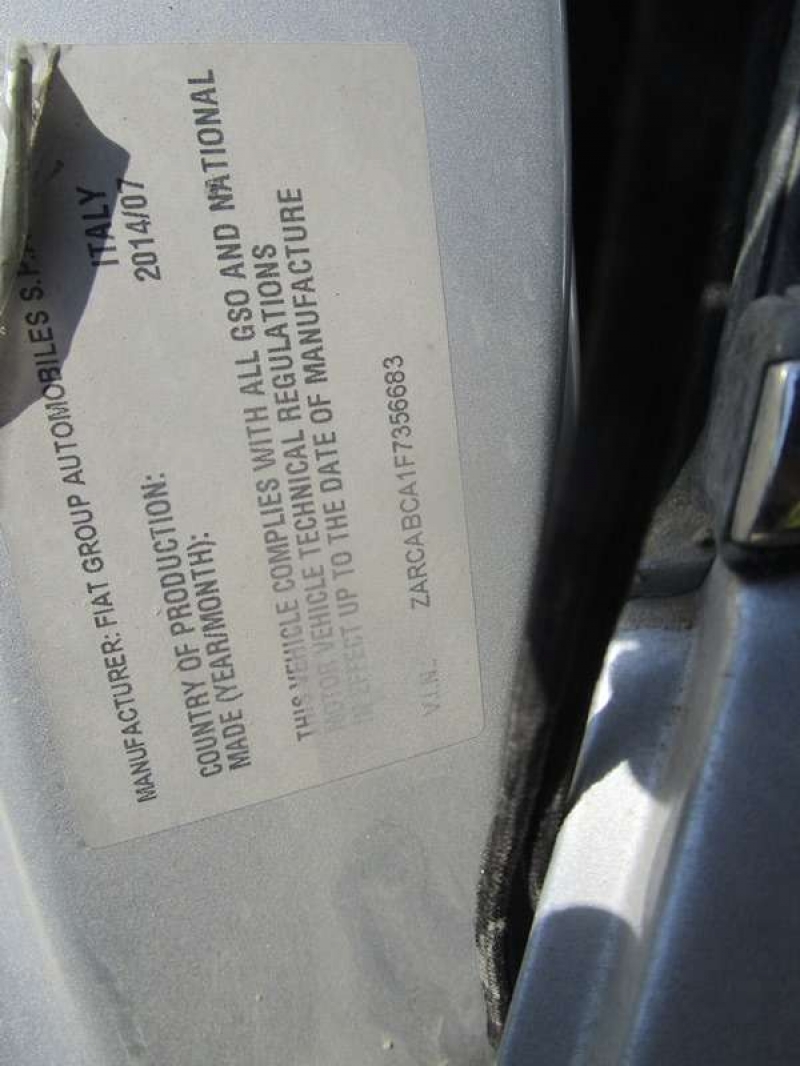 MANUFACTURER: FIAT GROUP AUTOMOBILES S.P.A
COUNTRY OF PRODUCTION: ITALY
MADE (YEAR/MONTH): 2014/07
THIS VEHICLE COMPLIES WITH ALL GSO AND NATIONAL
MOTOR VEHICLE TECHNICAL REGULATIONS
IN EFFECT UP TO THE DATE OF MANUFACTURE
V.I.N.: ZARCABCA1F7356683